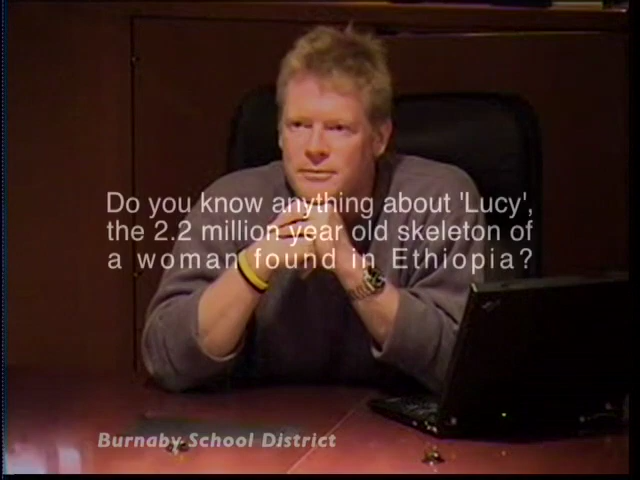 Do you know anything about 'Lucy',
the 2.2 million year old skeleton of
a woman found in Ethiopia?
Burnaby School District